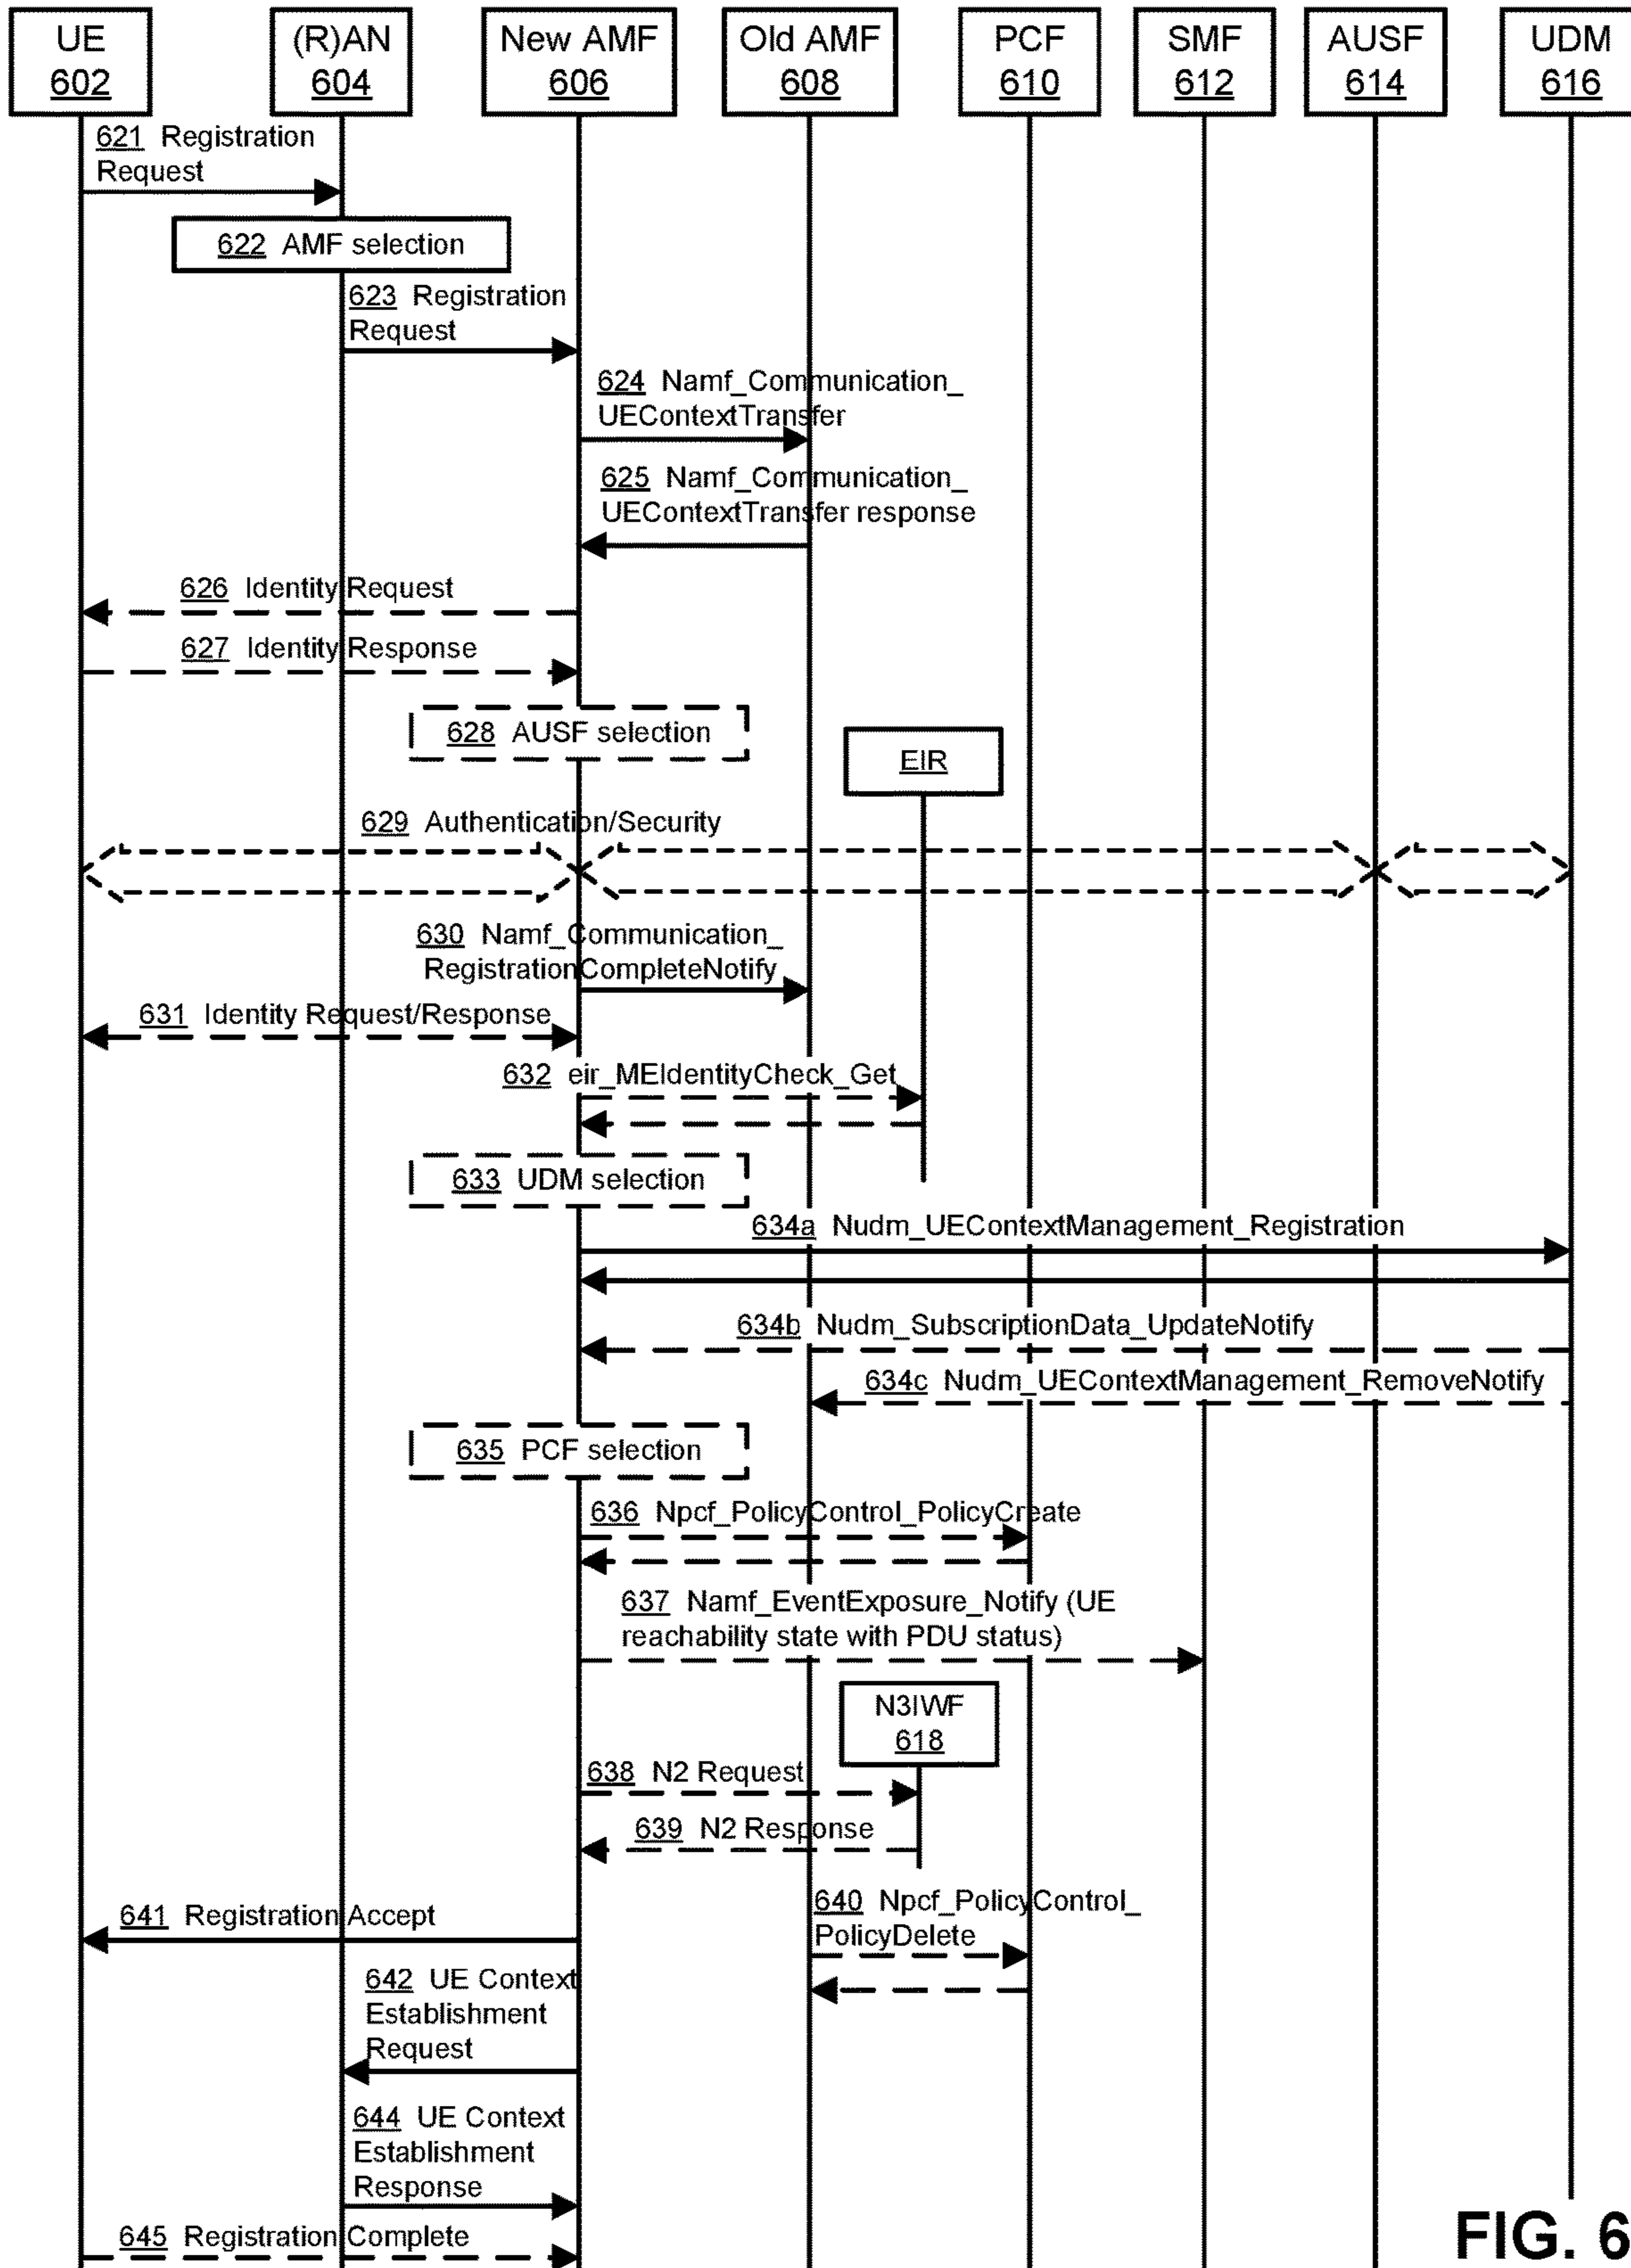 UE
602
(R)AN
604
New AMF
606
Old AMF
608
PCF
610
SMF
612
AUSF
614
UDM
616
621 Registration
Request
622 AMF selection
623 Registration
Request
624 Namf_Communication_
UEContextTransfer
625 Namf_Communication_
UEContextTransfer response
626 Identity Request
627 Identity Response
628 AUSF selection
EIR
629 Authentication/Security
630 Namf_Communication_
RegistrationCompleteNotify
631 Identity Request/Response
632 eir_MEIdentityCheck_Get
633 UDM selection
634a Nudm_UEContextManagement_Registration
634b Nudm_SubscriptionData_UpdateNotify
634c Nudm_UEContextManagement_RemoveNotify
635 PCF selection
636 Npcf_PolicyControl_PolicyCreate
637 Namf_EventExposure_Notify (UE
reachability state with PDU status)
N3IWF
618
638 N2 Request
639 N2 Response
640 Npcf_PolicyControl_
PolicyDelete
641 Registration Accept
642 UE Context
Establishment
Request
644 UE Context
Establishment
Response
645 Registration Complete
FIG. 6